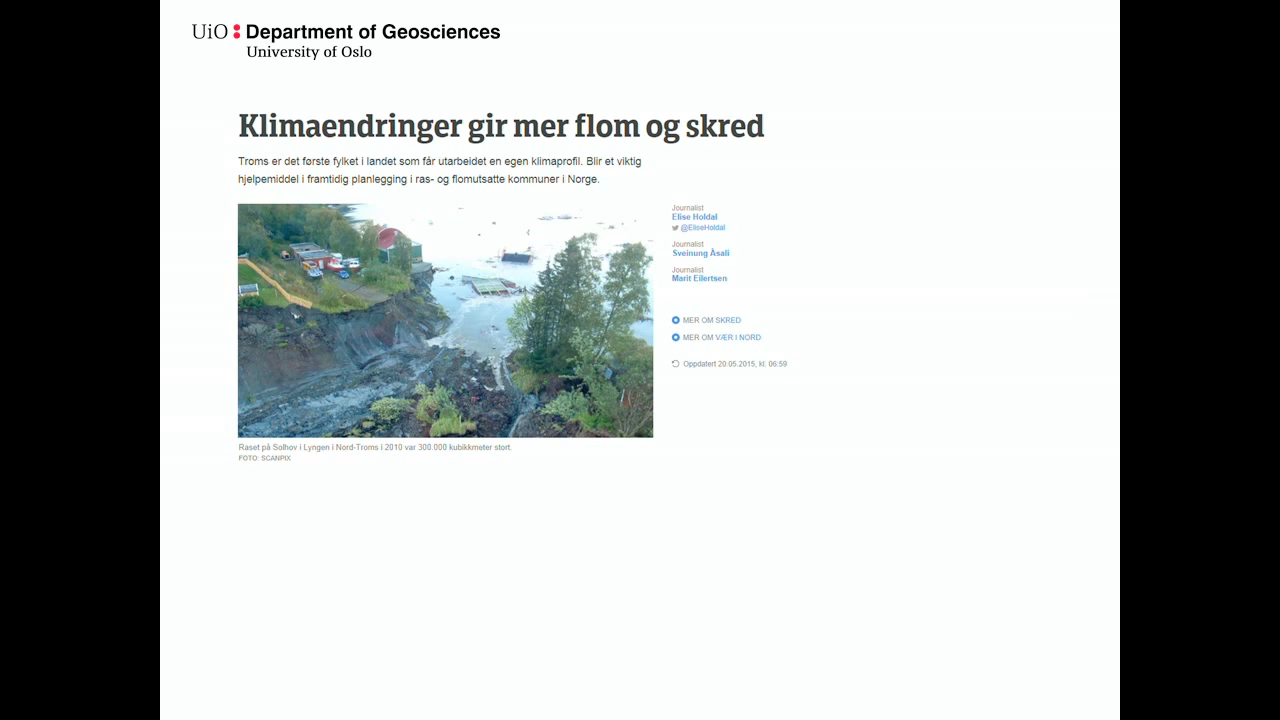 UiO : Department of Geosciences
University of Oslo
Klimaendringer gir mer flom og skred
Troms er det første fylket i landet som får utarbeidet en egen klimaprofil. Blir et viktig
hjelpemiddel i framtidig planlegging i ras- og flomutsatte kommuner i Norge.
Journalist
Elise Holdal
@EliseHoldal
Journalist
Sveinung Åsali
Journalist
Marit Eilertsen
MER OM SKRED
MER OM VÆR I NORD
Oppdatert 20.05.2015, kl. 06:59
Raset på Solhov i Lyngen i Nord-Troms i 2010 var 300.000 kubikkmeter stort.
FOTO: SCANPIX